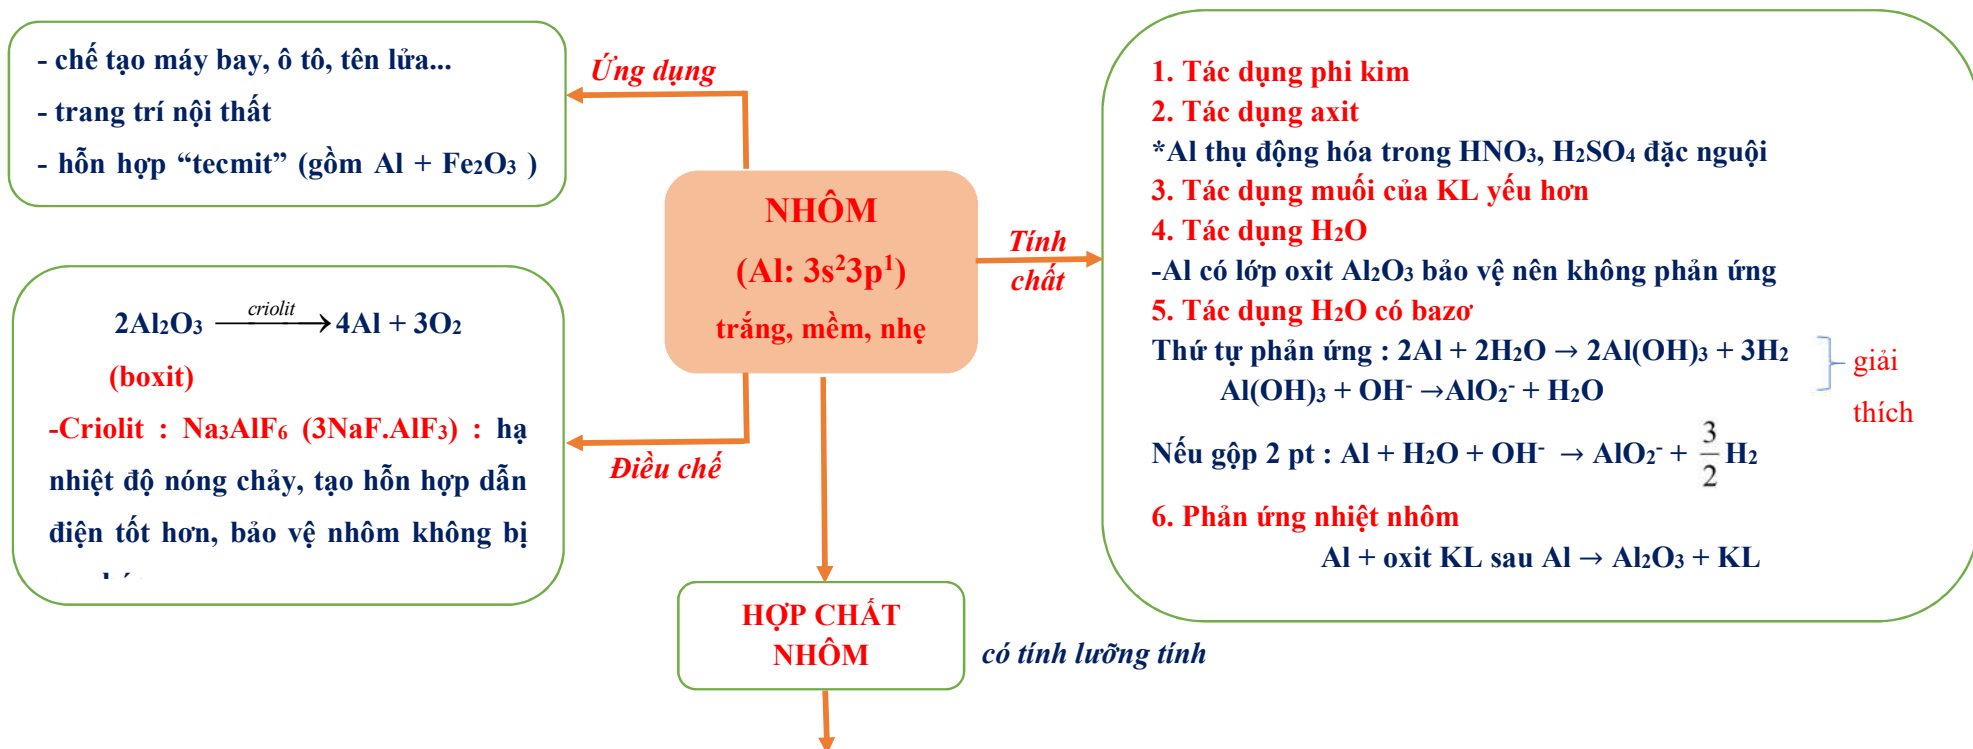 - chế tạo máy bay, ô tô, tên lửa...
- trang trí nội thất
- hỗn hợp “tecmit” (gồm Al + Fe₂O₃ )
Ứng dụng
NHÔM
(Al: 3s²3p¹)
trắng, mềm, nhẹ
Tính
chất
1. Tác dụng phi kim
2. Tác dụng axit
*Al thụ động hóa trong HNO₃, H₂SO₄ đặc nguội
3. Tác dụng muối của KL yếu hơn
4. Tác dụng H₂O
-Al có lớp oxit Al₂O₃ bảo vệ nên không phản ứng
5. Tác dụng H₂O có bazơ
Thứ tự phản ứng : 2Al + 2H₂O → 2Al(OH)₃ + 3H₂
Al(OH)₃ + OH⁻ →AlO₂⁻ + H₂O
giải
thích
Nếu gộp 2 pt : Al + H₂O + OH⁻ → AlO₂⁻ + 3/2 H₂
6. Phản ứng nhiệt nhôm
Al + oxit KL sau Al → Al₂O₃ + KL
criolit
2Al₂O₃ ⟶ 4Al + 3O₂
(boxit)
-Criolit : Na₃AlF₆ (3NaF.AlF₃) : hạ
nhiệt độ nóng chảy, tạo hỗn hợp dẫn
điện tốt hơn, bảo vệ nhôm không bị
Điều chế
HỢP CHẤT
NHÔM
có tính lưỡng tính